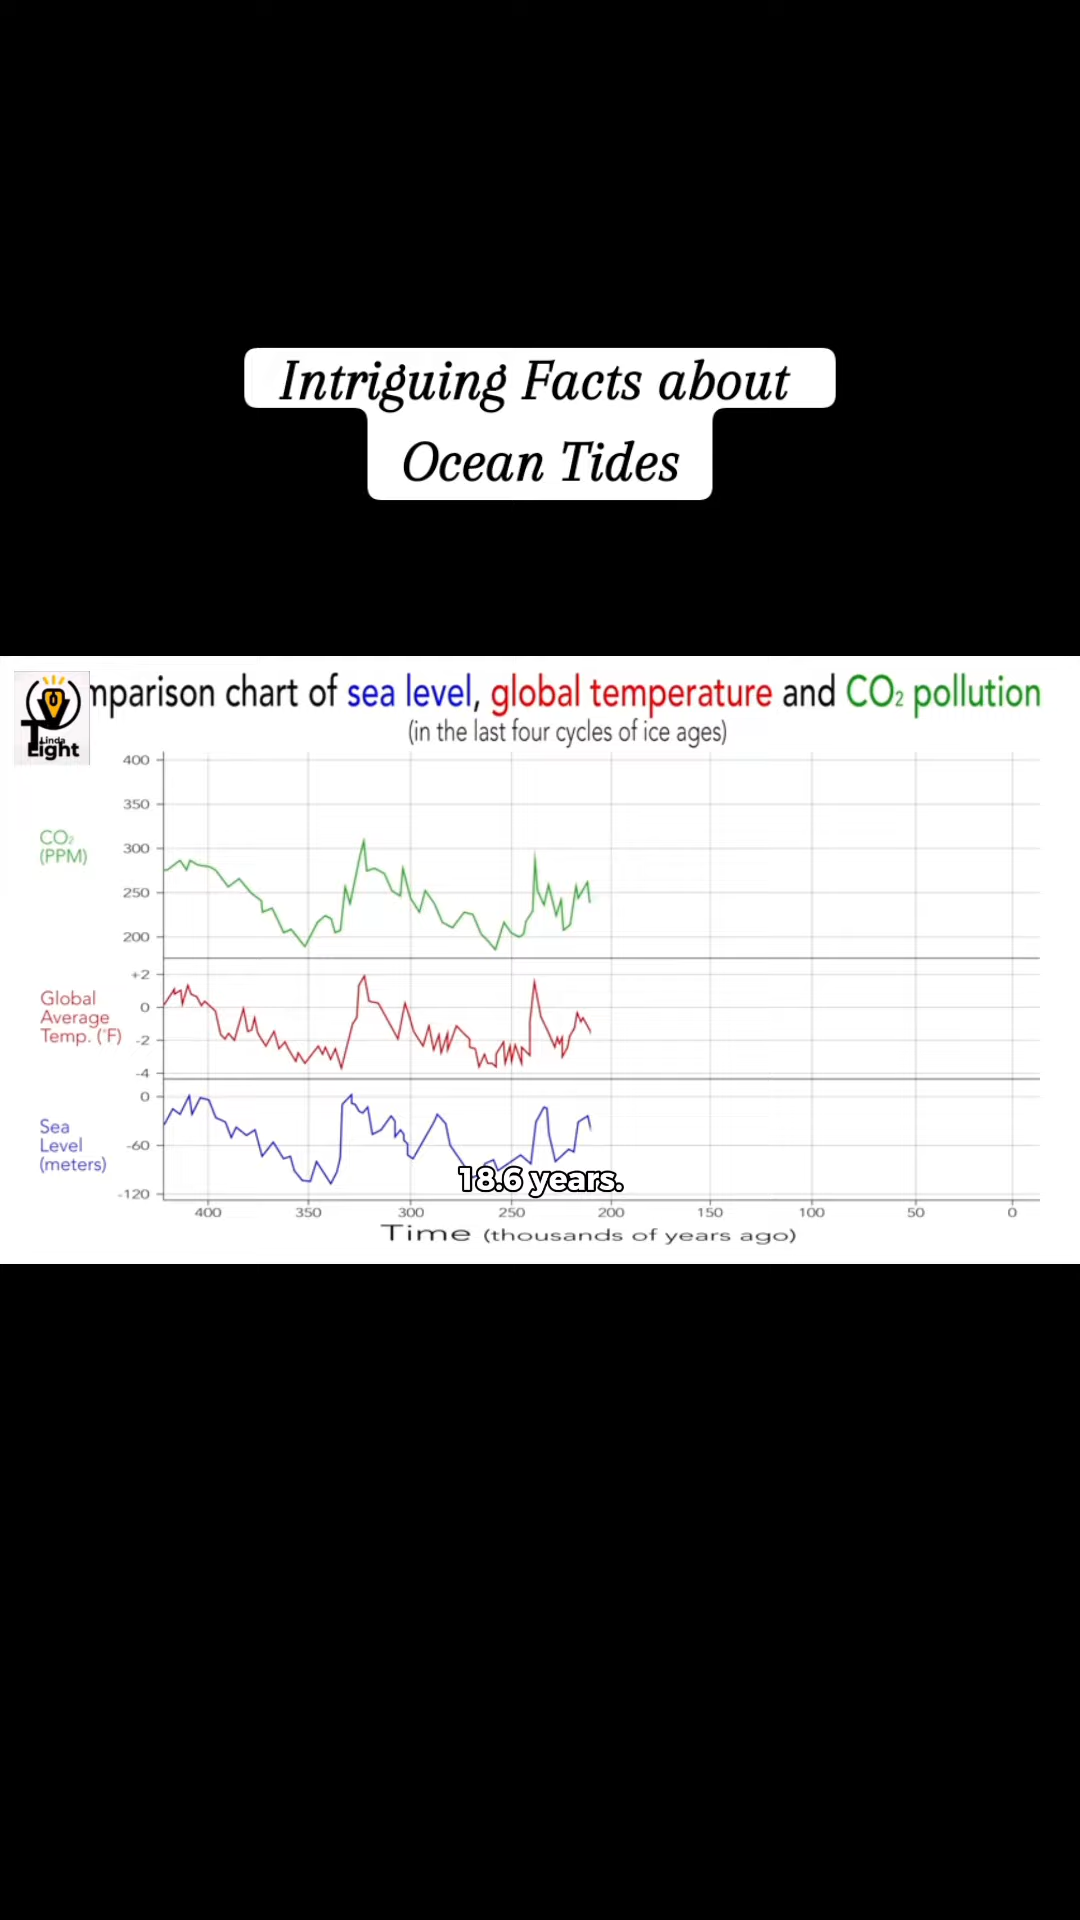 Intriguing Facts about
Ocean Tides
mparison chart of sea level, global temperature and CO₂ pollution
(in the last four cycles of ice ages)
Linda
Light
400
350
300
250
200
CO₂
(PPM)
+2
0
-2
-4
Global
Average
Temp. (°F)
0
-60
-120
Sea
Level
(meters)
18.6 years.
400 350 300 250 200 150 100 50 0
Time (thousands of years ago)